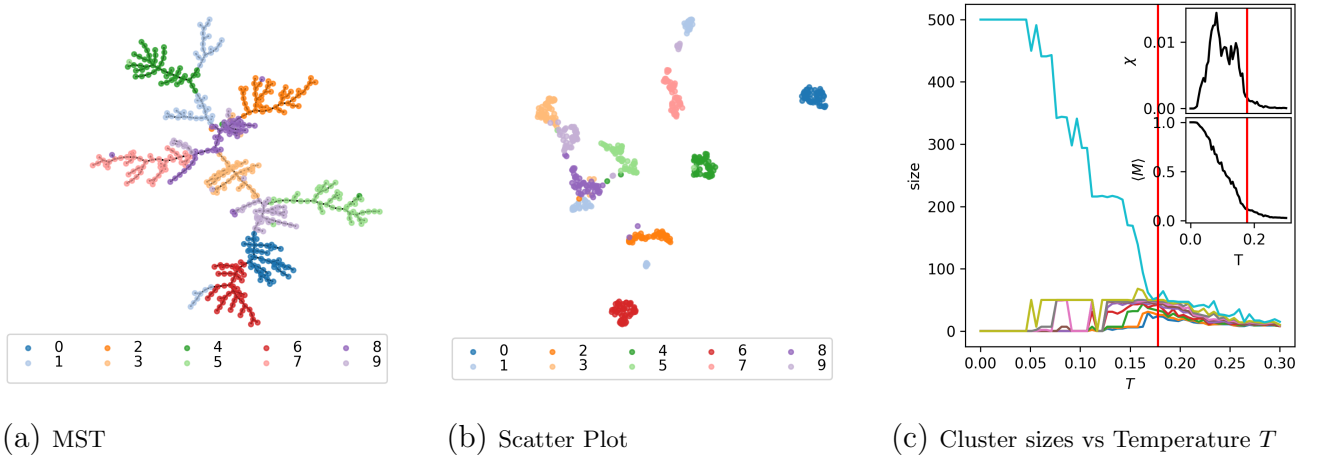 0 2 4 6 8
1 3 5 7 9
(a) MST
0 2 4 6 8
1 3 5 7 9
(b) Scatter Plot
500
400
300
200
100
0
size
0.00 0.05 0.10 0.15 0.20 0.25 0.30
T
0.01
0.00
χ
1.0
0.5
0.0
⟨M⟩
0.0 0.2
T
(c) Cluster sizes vs Temperature T